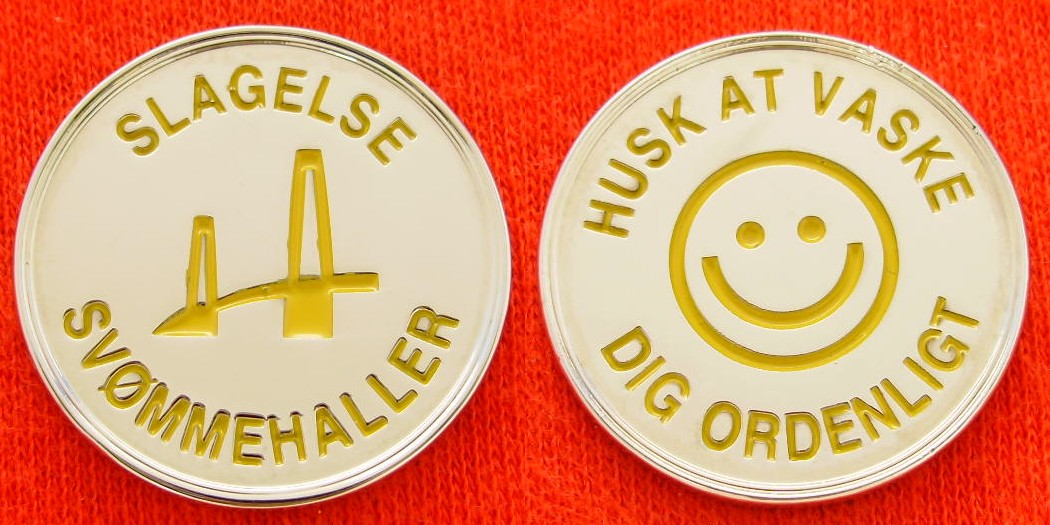 SLAGELSE
SVØMMEHALLER
HUSK AT VASKE
DIG ORDENLIGT